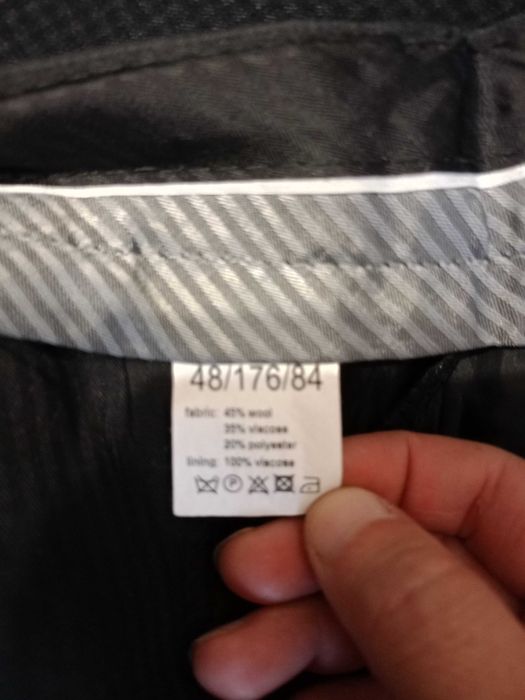 48/176/84
fabric: 45% wool
35% viscose
20% polyester
lining: 100% viscose